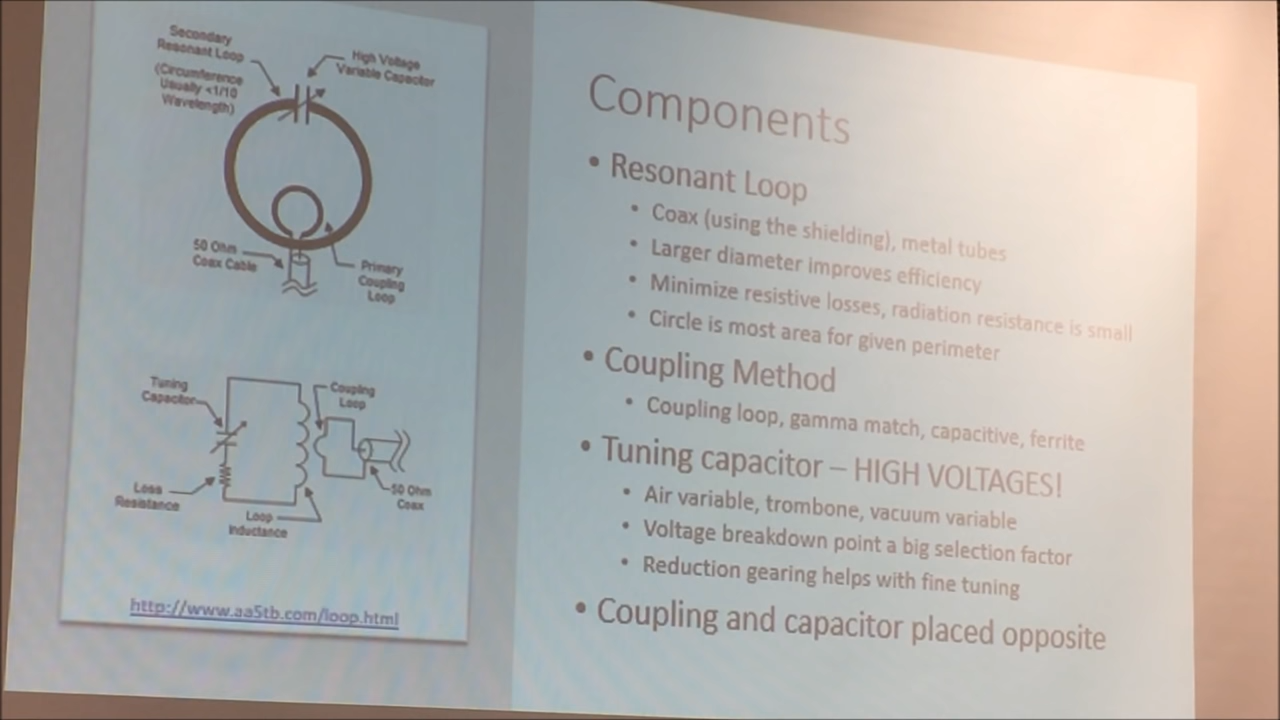 Secondary
Resonant Loop
(Circumference
Usually <1/10
Wavelength)
High Voltage
Variable Capacitor
50 Ohm
Coax Cable
Primary
Coupling
Loop
Tuning
Capacitor
Coupling
Loop
Loss
Resistance
Loop
Inductance
50 Ohm
Coax
http://www.aa5tb.com/loop.html
Components
• Resonant Loop
• Coax (using the shielding), metal tubes
• Larger diameter improves efficiency
• Minimize resistive losses, radiation resistance is small
• Circle is most area for given perimeter
• Coupling Method
• Coupling loop, gamma match, capacitive, ferrite
• Tuning capacitor – HIGH VOLTAGES!
• Air variable, trombone, vacuum variable
• Voltage breakdown point a big selection factor
• Reduction gearing helps with fine tuning
• Coupling and capacitor placed opposite